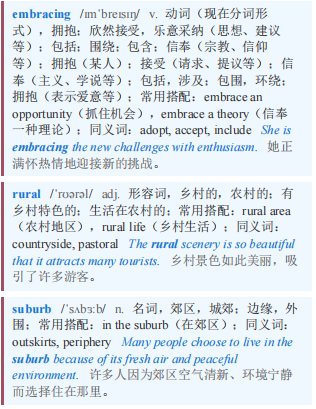 embracing /ɪmˈbreɪsɪŋ/ v. 动词（现在分词形
式），拥抱；欣然接受，乐意采纳（思想、建议
等）；包括；围绕；包含；信奉（宗教、信仰
等）；拥抱（某人）；接受（请求、提议等）；信
奉（主义、学说等）；包括，涉及；包围，环绕；
拥抱（表示爱意等）；常用搭配：embrace an
opportunity（抓住机会），embrace a theory（信奉
一种理论）；同义词：adopt, accept, include She is
embracing the new challenges with enthusiasm. 她正
满怀热情地迎接新的挑战。
rural /ˈrʊərəl/ adj. 形容词，乡村的，农村的；有
乡村特色的；生活在农村的；常用搭配：rural area
（农村地区），rural life（乡村生活）；同义词：
countryside, pastoral The rural scenery is so beautiful
that it attracts many tourists. 乡村景色如此美丽，吸
引了许多游客。
suburb /ˈsʌbɜːb/ n. 名词，郊区，城郊；边缘，外
围；常用搭配：in the suburb（在郊区）；同义词：
outskirts, periphery Many people choose to live in the
suburb because of its fresh air and peaceful
environment. 许多人因为郊区空气清新、环境宁静
而选择住在那里。